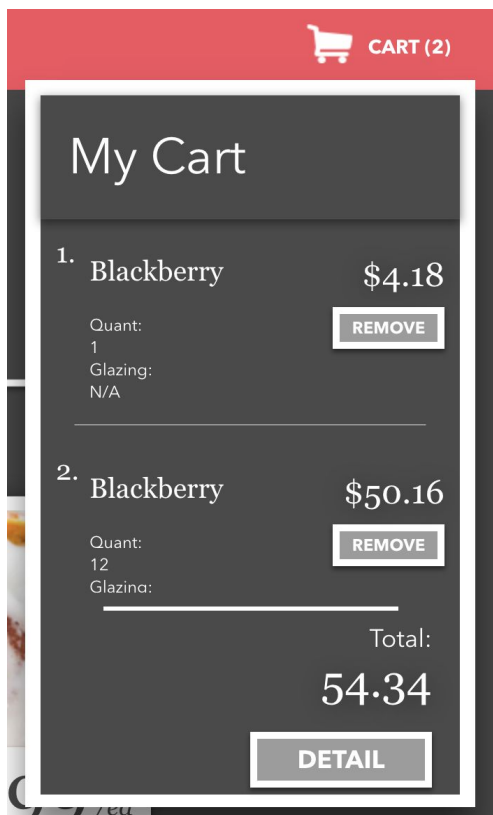 CART (2)
My Cart
1.
Blackberry
$4.18
Quant:
1
REMOVE
Glazing:
N/A
2.
Blackberry
$50.16
Quant:
12
REMOVE
Glazing:
Total:
54.34
DETAIL